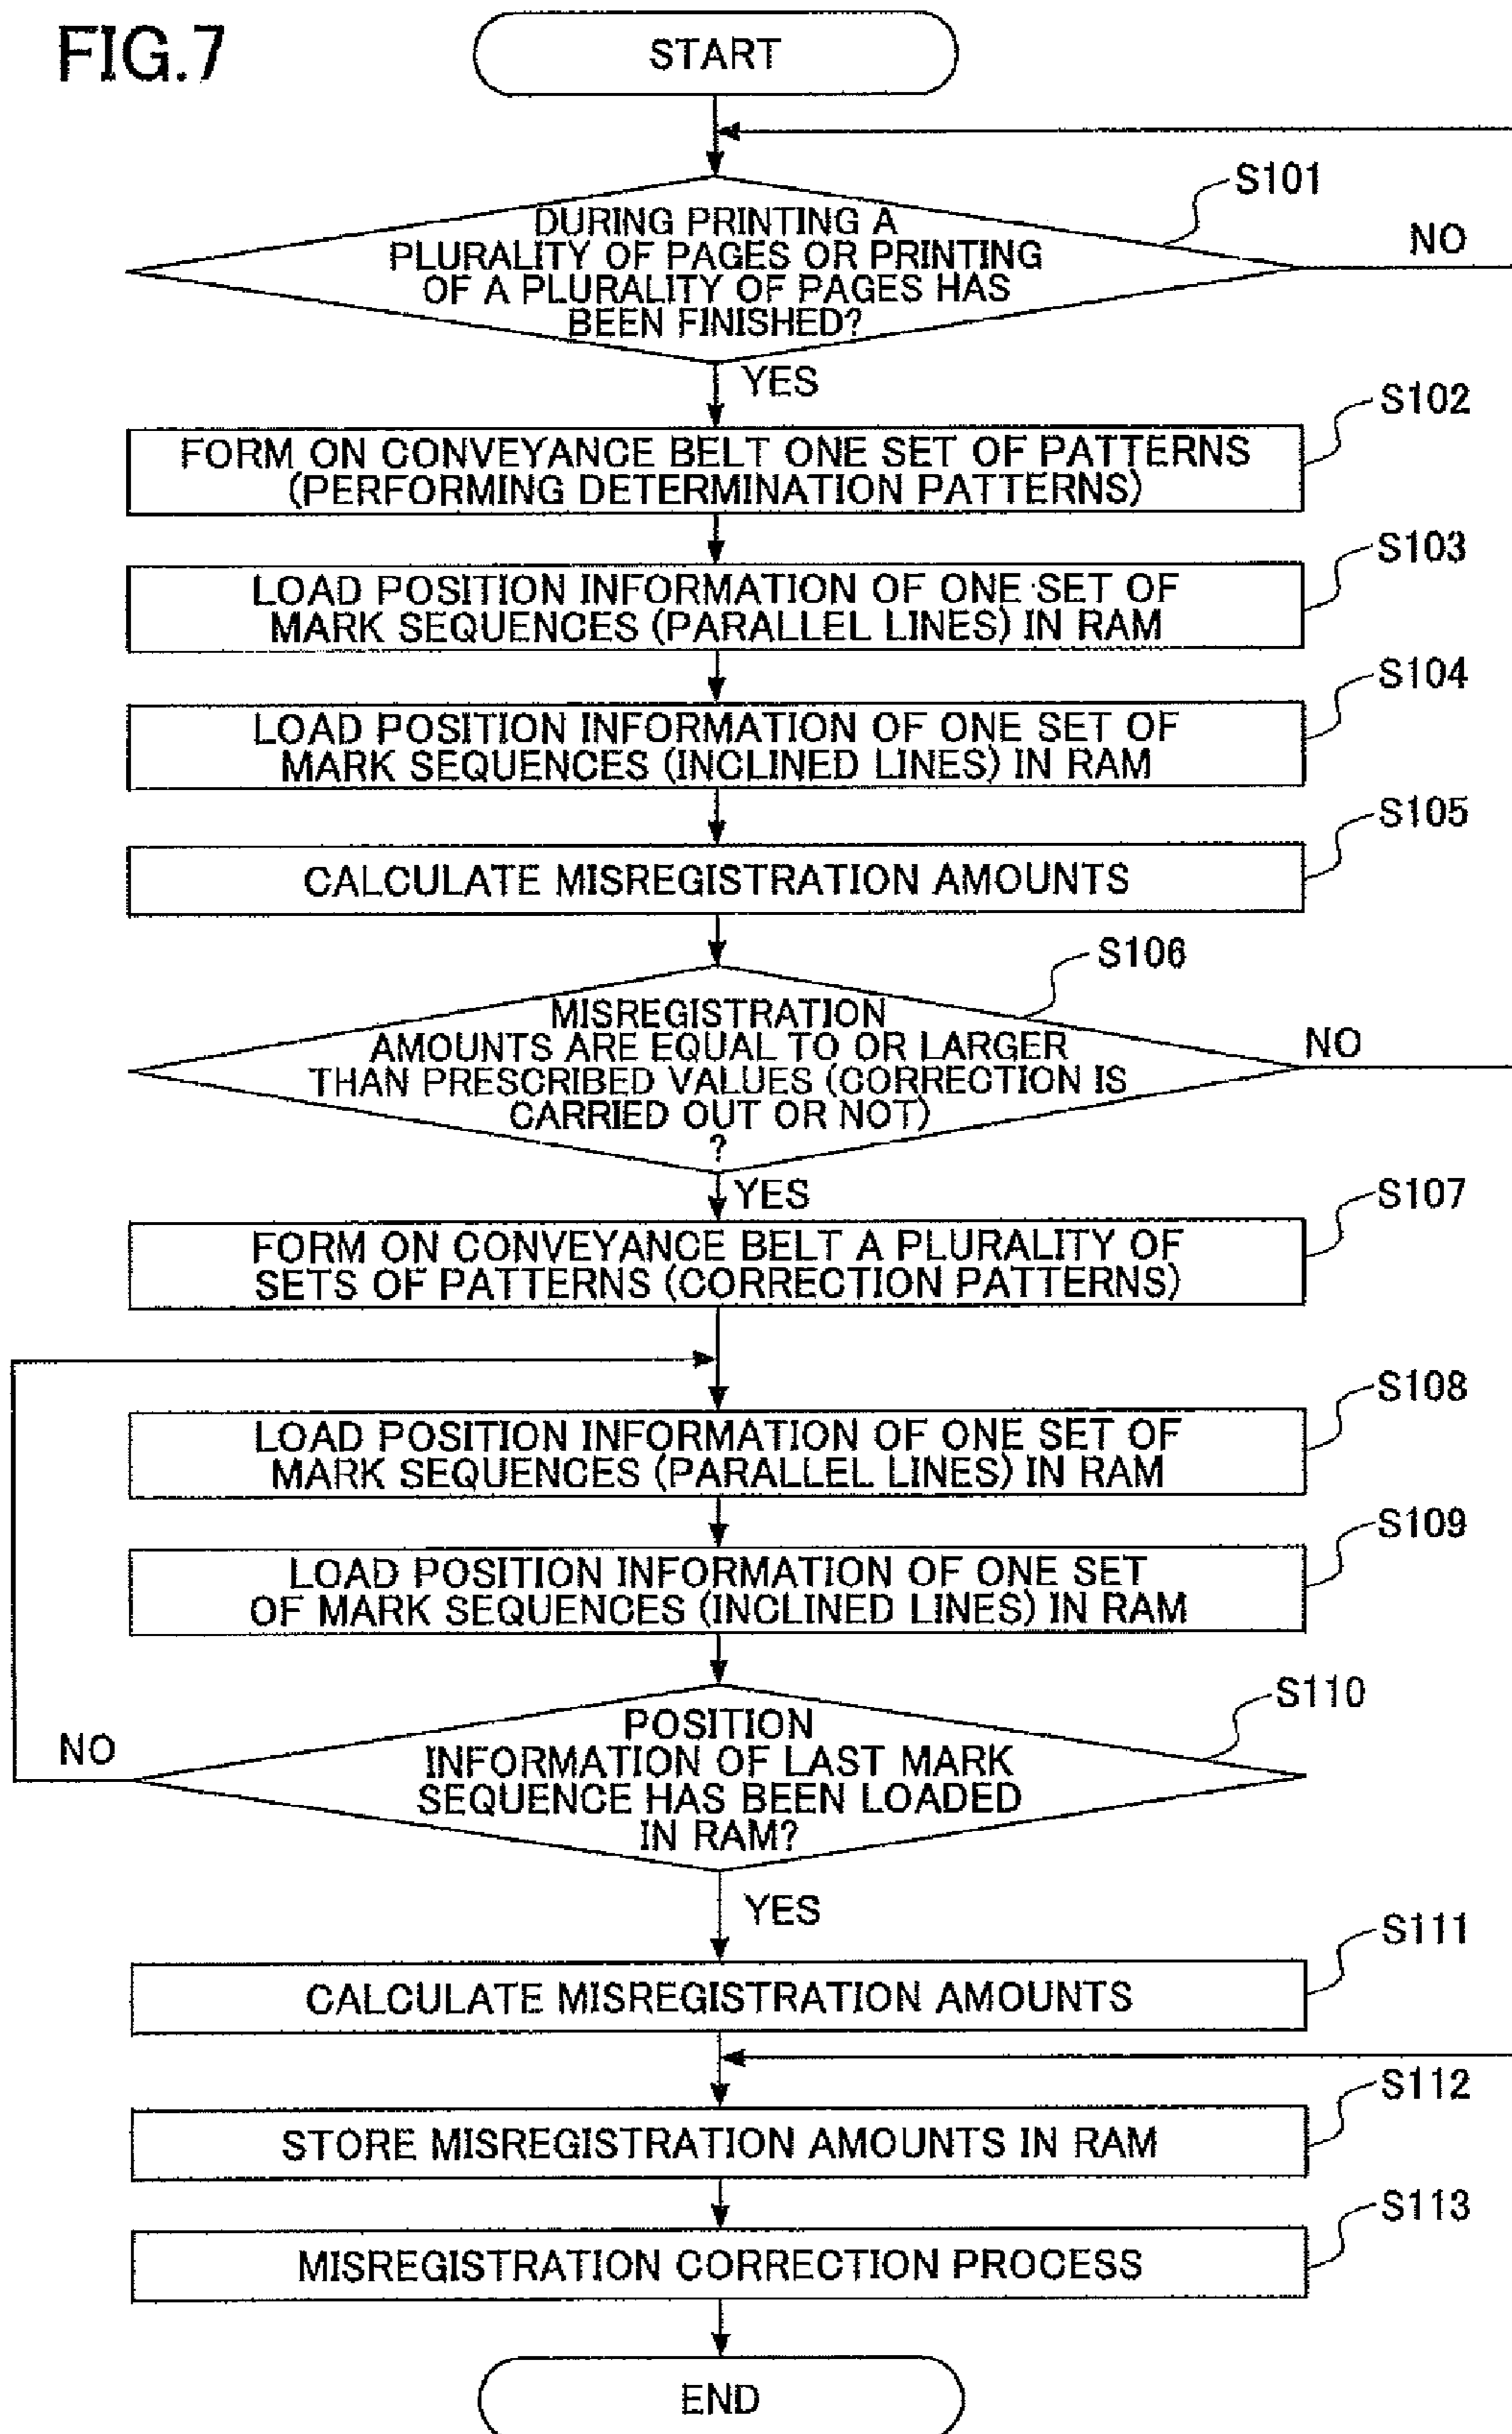 FIG.7
START
S101
DURING PRINTING A
PLURALITY OF PAGES OR PRINTING
OF A PLURALITY OF PAGES HAS
BEEN FINISHED?
NO
YES
S102
FORM ON CONVEYANCE BELT ONE SET OF PATTERNS
(PERFORMING DETERMINATION PATTERNS)
S103
LOAD POSITION INFORMATION OF ONE SET OF
MARK SEQUENCES (PARALLEL LINES) IN RAM
S104
LOAD POSITION INFORMATION OF ONE SET OF
MARK SEQUENCES (INCLINED LINES) IN RAM
S105
CALCULATE MISREGISTRATION AMOUNTS
S106
MISREGISTRATION
AMOUNTS ARE EQUAL TO OR LARGER
THAN PRESCRIBED VALUES (CORRECTION IS
CARRIED OUT OR NOT)
?
NO
YES
S107
FORM ON CONVEYANCE BELT A PLURALITY OF
SETS OF PATTERNS (CORRECTION PATTERNS)
S108
LOAD POSITION INFORMATION OF ONE SET OF
MARK SEQUENCES (PARALLEL LINES) IN RAM
S109
LOAD POSITION INFORMATION OF ONE SET
OF MARK SEQUENCES (INCLINED LINES) IN RAM
S110
POSITION
INFORMATION OF LAST MARK
SEQUENCE HAS BEEN LOADED
IN RAM?
NO
YES
S111
CALCULATE MISREGISTRATION AMOUNTS
S112
STORE MISREGISTRATION AMOUNTS IN RAM
S113
MISREGISTRATION CORRECTION PROCESS
END